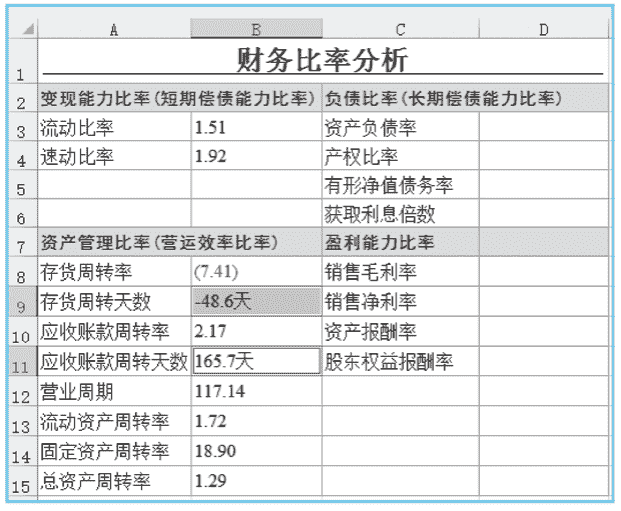 A B C D
1 财务比率分析
2 变现能力比率(短期偿债能力比率) 负债比率(长期偿债能力比率)
3 流动比率 1.51 资产负债率
4 速动比率 1.92 产权比率
5 有形净值债务率
6 获取利息倍数
7 资产管理比率(营运效率比率) 盈利能力比率
8 存货周转率 (7.41) 销售毛利率
9 存货周转天数 -48.6天 销售净利率
10 应收账款周转率 2.17 资产报酬率
11 应收账款周转天数 165.7天 股东权益报酬率
12 营业周期 117.14
13 流动资产周转率 1.72
14 固定资产周转率 18.90
15 总资产周转率 1.29